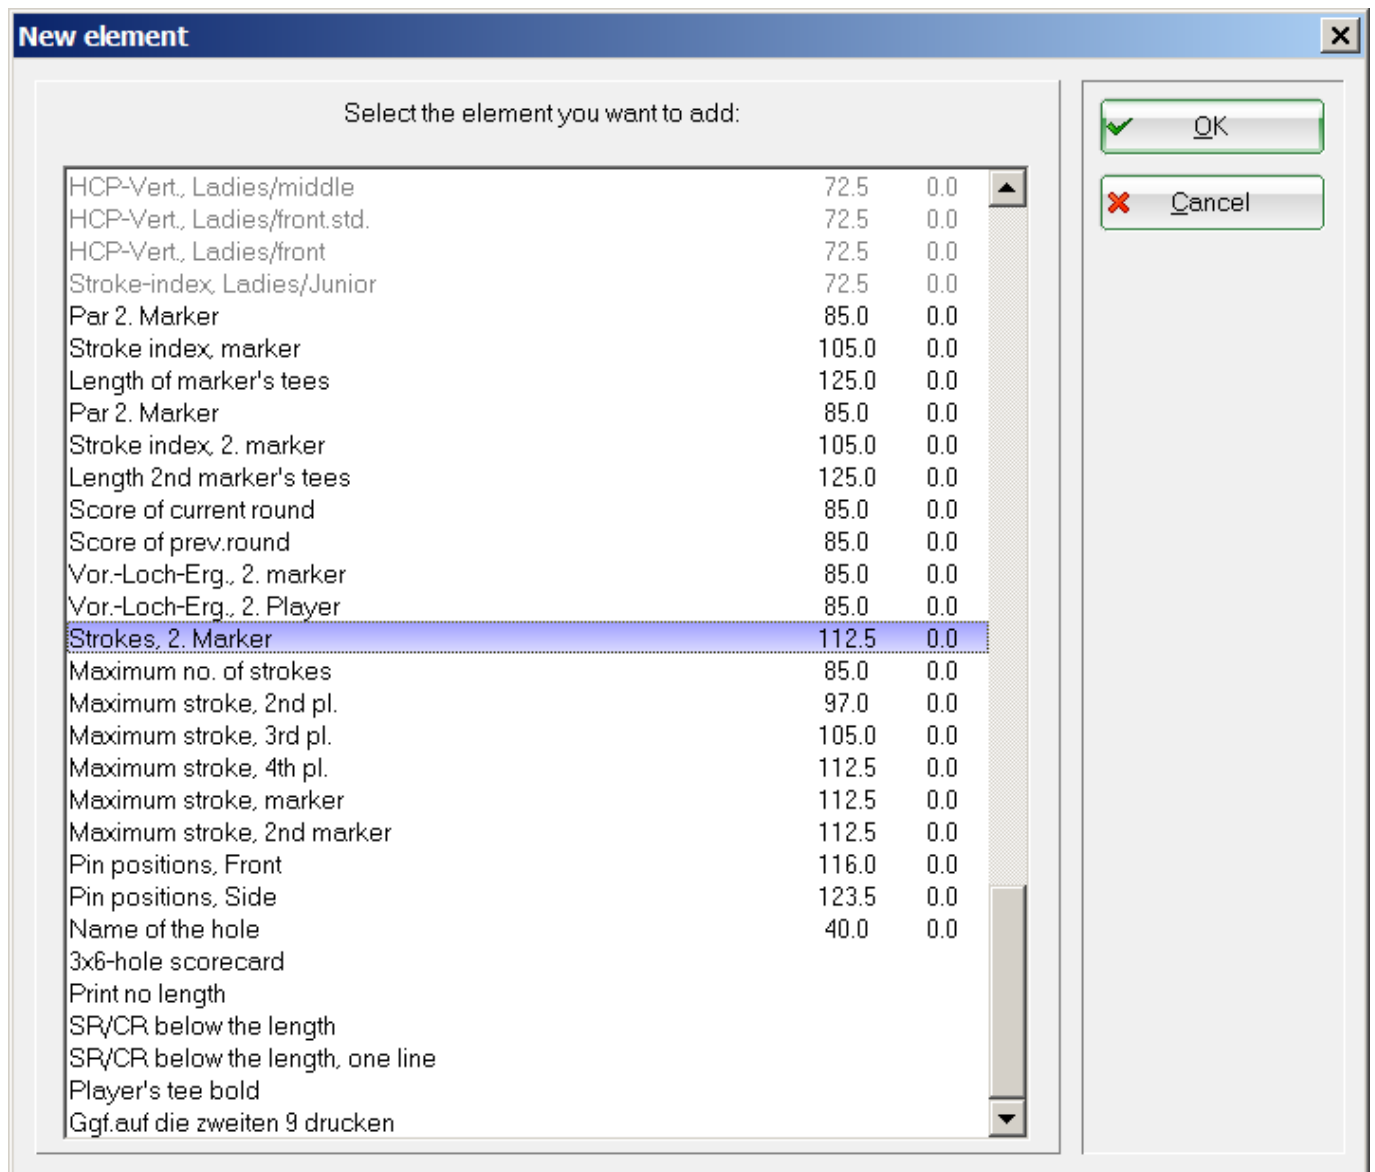 New element
Select the element you want to add:
OK
Cancel
HCP-Vert., Ladies/middle 72.5 0.0
HCP-Vert., Ladies/front.std. 72.5 0.0
HCP-Vert., Ladies/front 72.5 0.0
Stroke-index, Ladies/Junior 72.5 0.0
Par 2. Marker 85.0 0.0
Stroke index, marker 105.0 0.0
Length of marker's tees 125.0 0.0
Par 2. Marker 85.0 0.0
Stroke index, 2. marker 105.0 0.0
Length 2nd marker's tees 125.0 0.0
Score of current round 85.0 0.0
Score of prev.round 85.0 0.0
Vor.-Loch-Erg., 2. marker 85.0 0.0
Vor.-Loch-Erg., 2. Player 85.0 0.0
Strokes, 2. Marker 112.5 0.0
Maximum no. of strokes 85.0 0.0
Maximum stroke, 2nd pl. 97.0 0.0
Maximum stroke, 3rd pl. 105.0 0.0
Maximum stroke, 4th pl. 112.5 0.0
Maximum stroke, marker 112.5 0.0
Maximum stroke, 2nd marker 112.5 0.0
Pin positions, Front 116.0 0.0
Pin positions, Side 123.5 0.0
Name of the hole 40.0 0.0
3x6-hole scorecard
Print no length
SR/CR below the length
SR/CR below the length, one line
Player's tee bold
Ggf.auf die zweiten 9 drucken